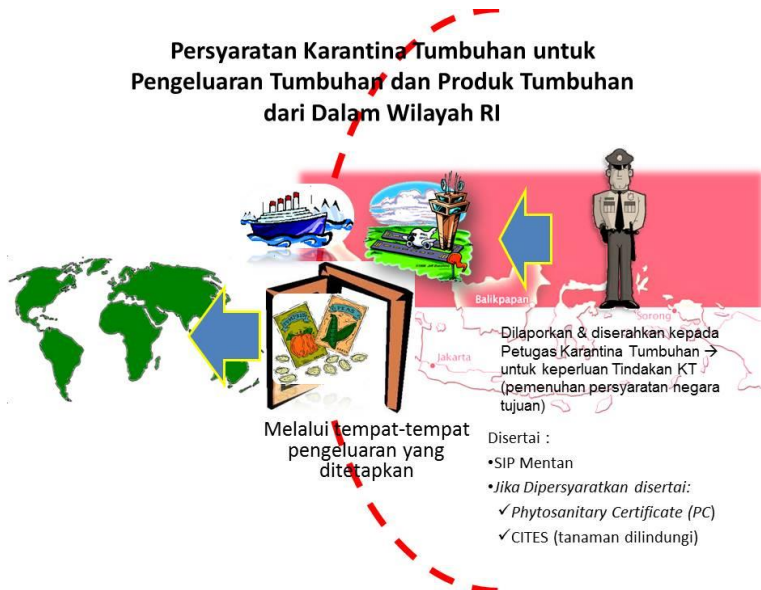 Persyaratan Karantina Tumbuhan untuk
Pengeluaran Tumbuhan dan Produk Tumbuhan
dari Dalam Wilayah RI
Balikpapan
Sorong
Jakarta
Dilaporkan & diserahkan kepada
Petugas Karantina Tumbuhan →
untuk keperluan Tindakan KT
(pemenuhan persyaratan negara
tujuan)
Melalui tempat-tempat
pengeluaran yang
ditetapkan
Disertai :
•SIP Mentan
•Jika Dipersyaratkan disertai:
✓Phytosanitary Certificate (PC)
✓CITES (tanaman dilindungi)